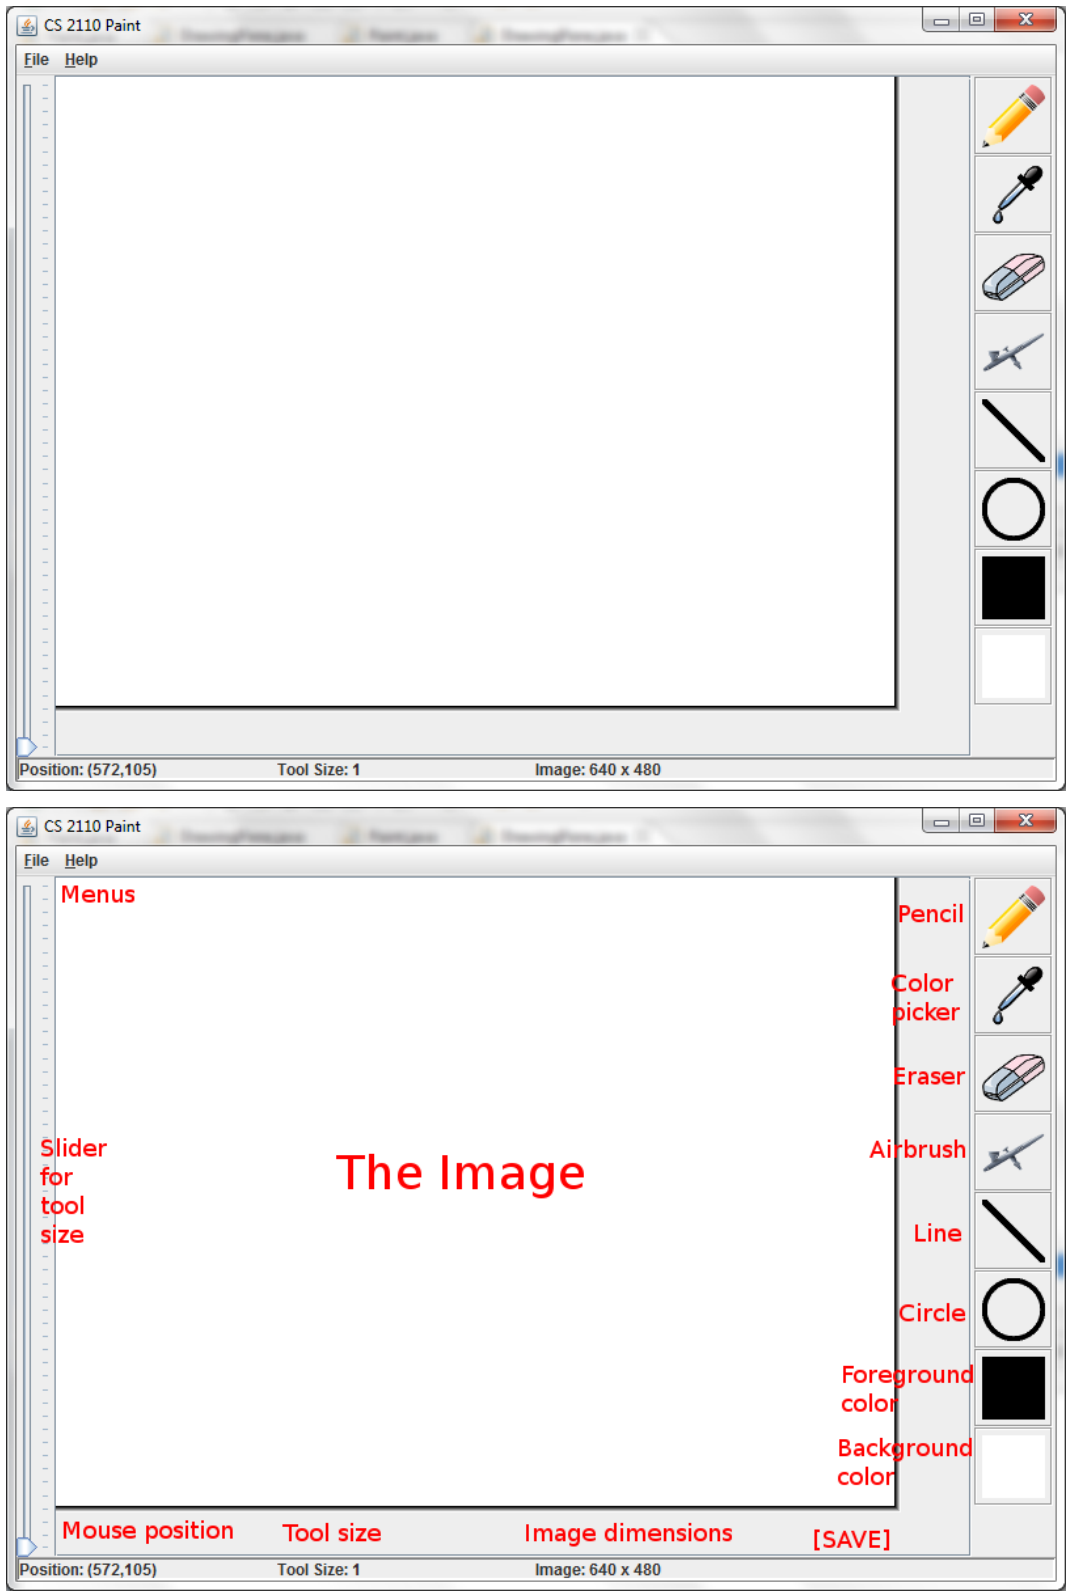 CS 2110 Paint
File Help
Position: (572,105) Tool Size: 1 Image: 640 x 480
CS 2110 Paint
File Help
Menus
Pencil
Color
picker
Eraser
Airbrush
Slider
for
tool
size
The Image
Line
Circle
Foreground
color
Background
color
Mouse position Tool size Image dimensions [SAVE]
Position: (572,105) Tool Size: 1 Image: 640 x 480